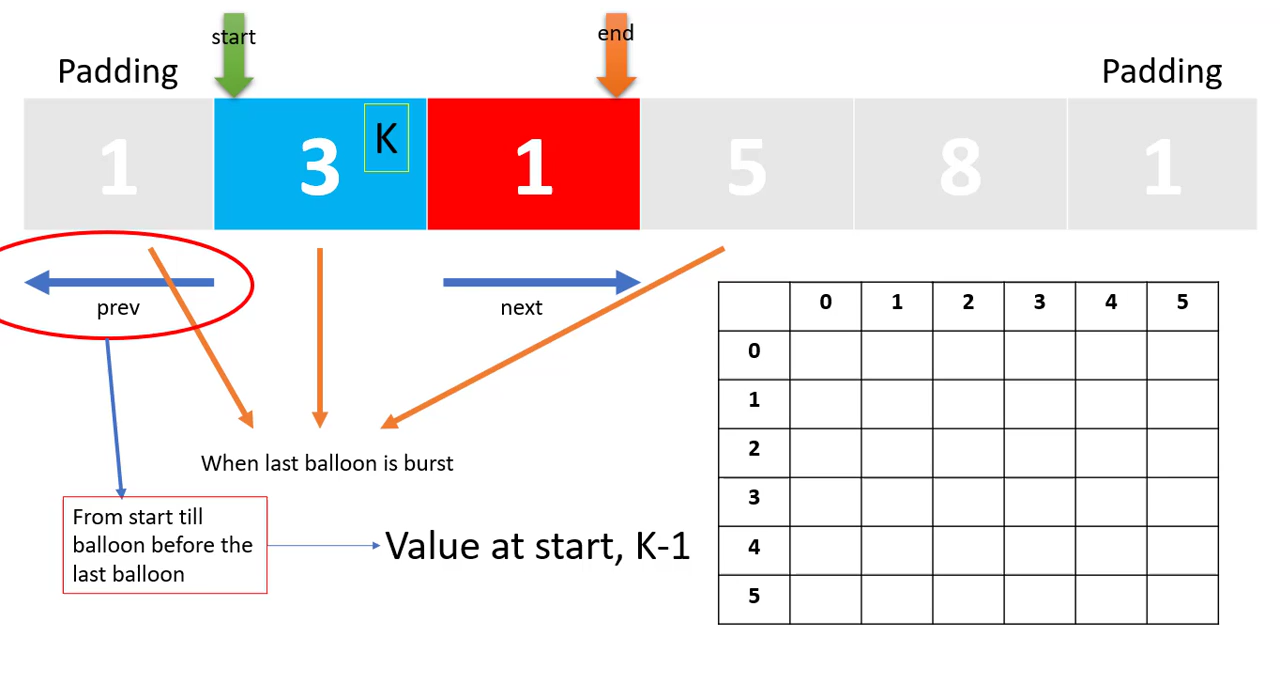 start
end
Padding
Padding
1 3 K 1 5 8 1
prev
next
0 1 2 3 4 5
0
1
2
3
4
5
When last balloon is burst
From start till
balloon before the
last balloon
Value at start, K-1